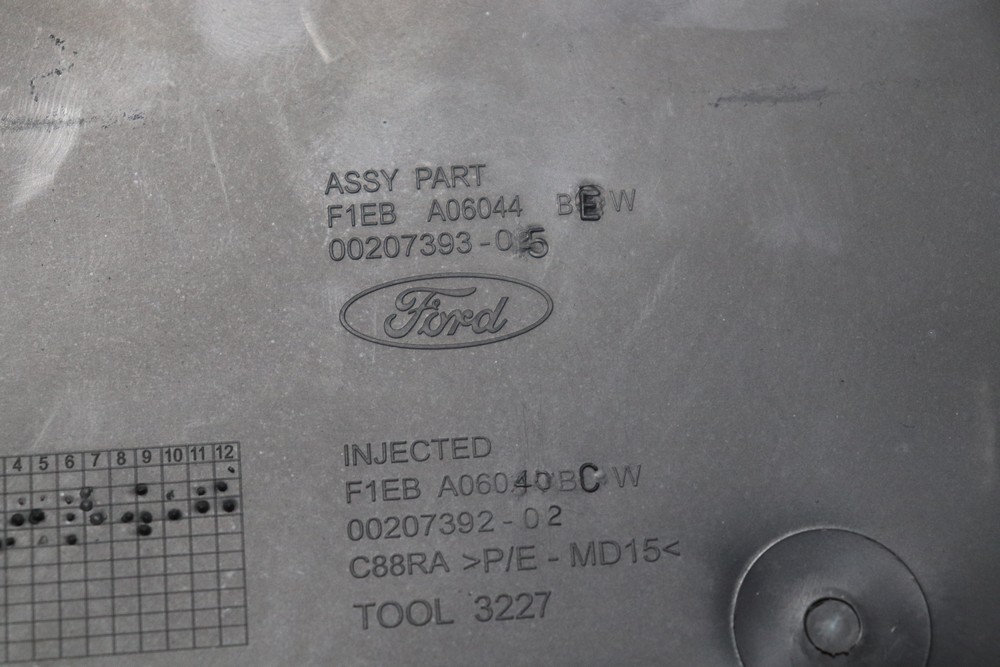 ASSY PART
F1EB A06044 BEW
00207393-05
Ford
INJECTED
F1EB A06040BCW
00207392-02
C88RA >P/E - MD15<
TOOL 3227
4 5 6 7 8 9 10 11 12